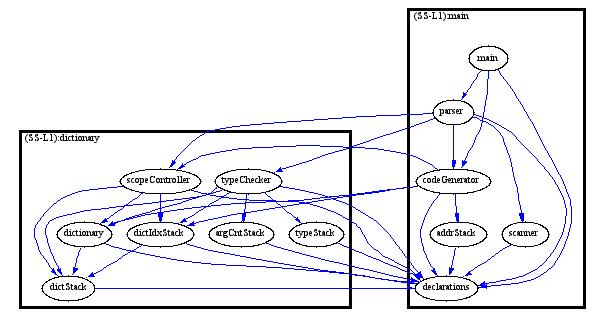 (SS-L1):main
main
parser
(SS-L1):dictionary
scopeController
typeChecker
codeGenerator
dictionary
dictIdxStack
argCntStack
typeStack
addrStack
scanner
dictStack
declarations